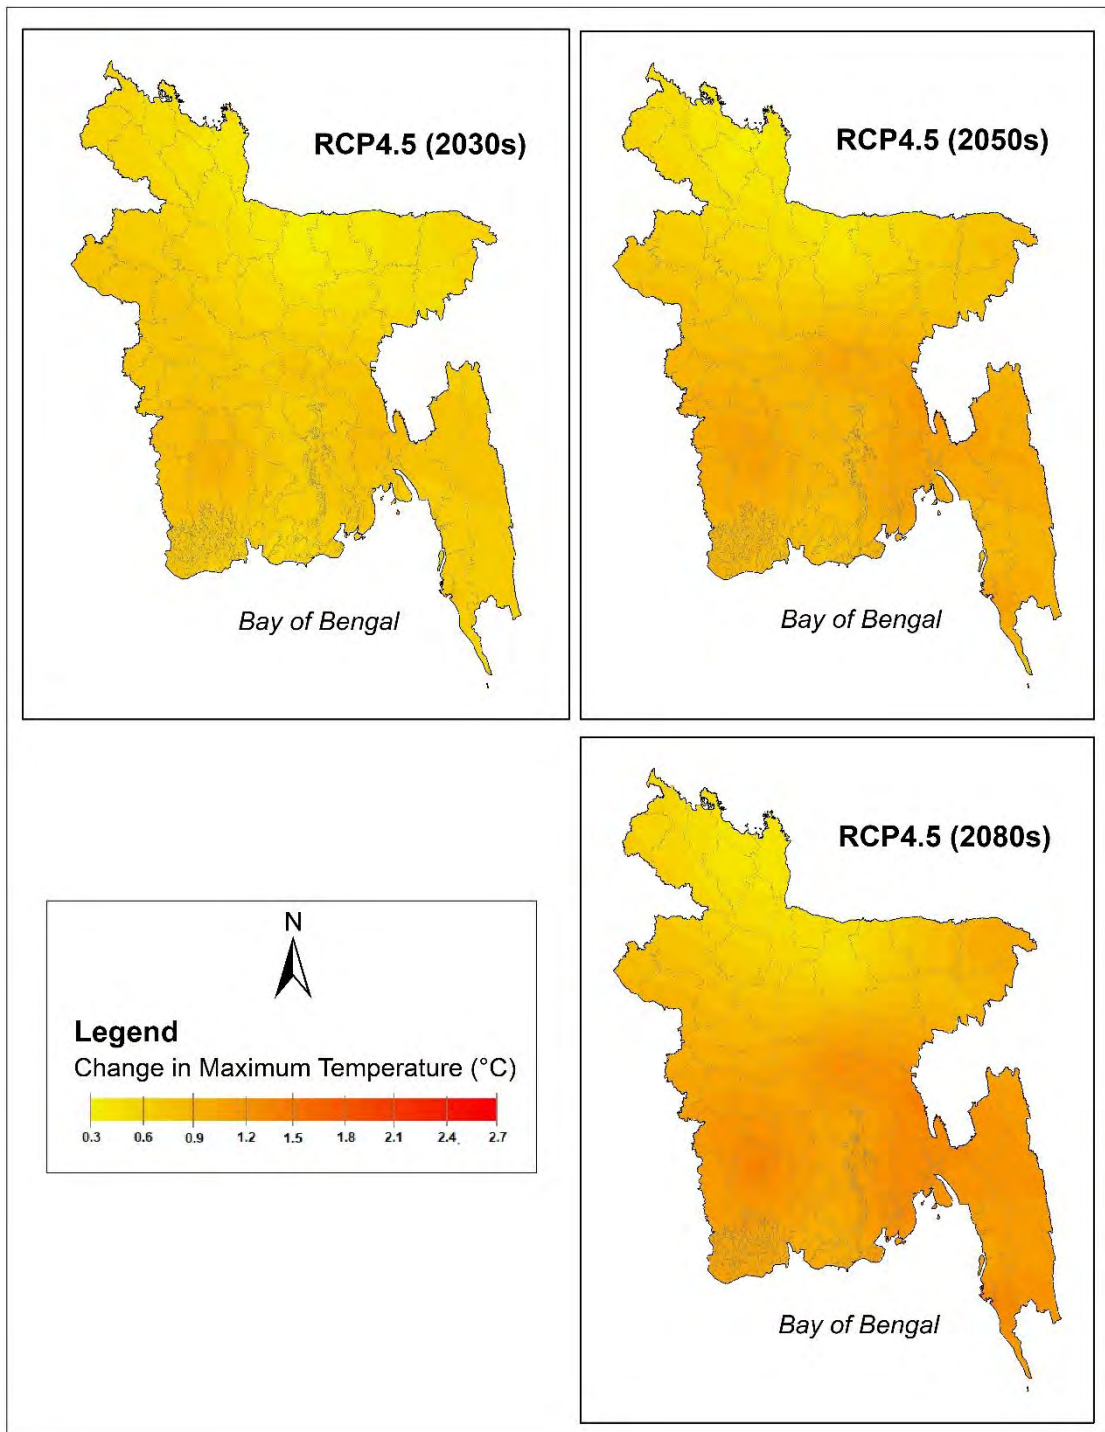 RCP4.5 (2030s)
Bay of Bengal
RCP4.5 (2050s)
Bay of Bengal
N
Legend
Change in Maximum Temperature (°C)
0.3 0.6 0.9 1.2 1.5 1.8 2.1 2.4 2.7
RCP4.5 (2080s)
Bay of Bengal